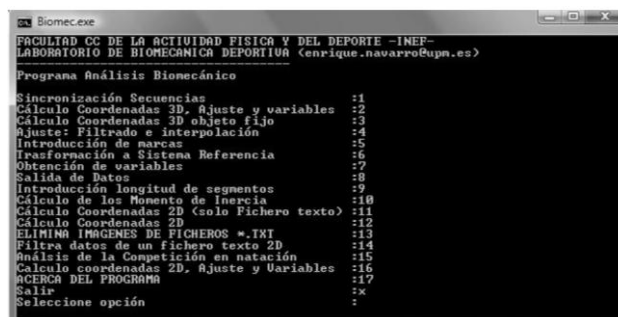 Biomec.exe
FACULTAD CC DE LA ACTIVIDAD FISICA Y DEL DEPORTE -INEF-
LABORATORIO DE BIOMECANICA DEPORTIVA (enrique.navarro@upm.es)
Programa Análisis Biomecánico
Sincronización Secuencias :1
Cálculo Coordenadas 3D, Ajuste y variables :2
Cálculo Coordenadas 3D objeto fijo :3
Ajuste: Filtrado e interpolación :4
Introducción de marcas :5
Trasformación a Sistema Referencia :6
Obtención de variables :7
Salida de Datos :8
Introducción longitud de segmentos :9
Cálculo de los Momento de Inercia :10
Cálculo Coordenadas 2D (solo Fichero texto) :11
Cálculo Coordenadas 2D :12
ELIMINA IMAGENES DE FICHEROS *.TXT :13
Filtra datos de un fichero texto 2D :14
Análsis de la Competición en natación :15
Calculo coordenadas 2D, Ajuste y Variables :16
ACERCA DEL PROGRAMA :17
Salir :x
Seleccione opción :